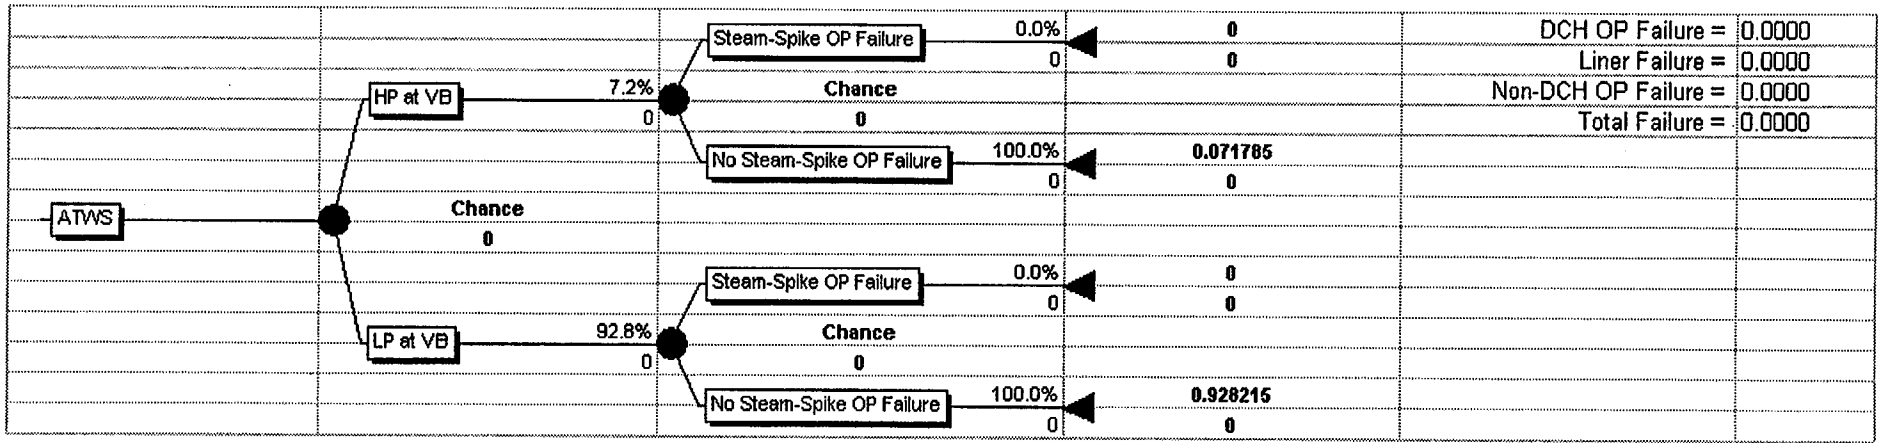 Steam-Spike OP Failure 0.0% 0 DCH OP Failure = 0.0000
0 0 Liner Failure = 0.0000
HP at VB 7.2% Chance Non-DCH OP Failure = 0.0000
0 0 Total Failure = 0.0000
No Steam-Spike OP Failure 100.0% 0.071785
0 0
ATWS Chance
0
Steam-Spike OP Failure 0.0% 0
0 0
LP at VB 92.8% Chance
0 0
No Steam-Spike OP Failure 100.0% 0.928215
0 0